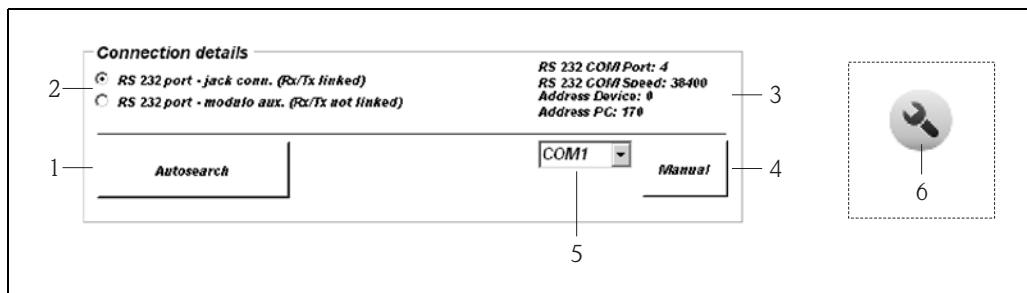 Connection details
2
RS 232 port - jack conn. (Rx/Tx linked)
RS 232 port - modulo aux. (Rx/Tx not linked)
RS 232 COM Port: 4
RS 232 COM Speed: 38400
Address Device: 0
Address PC: 170
3
1
Autosearch
COM1
Manual
4
5
6